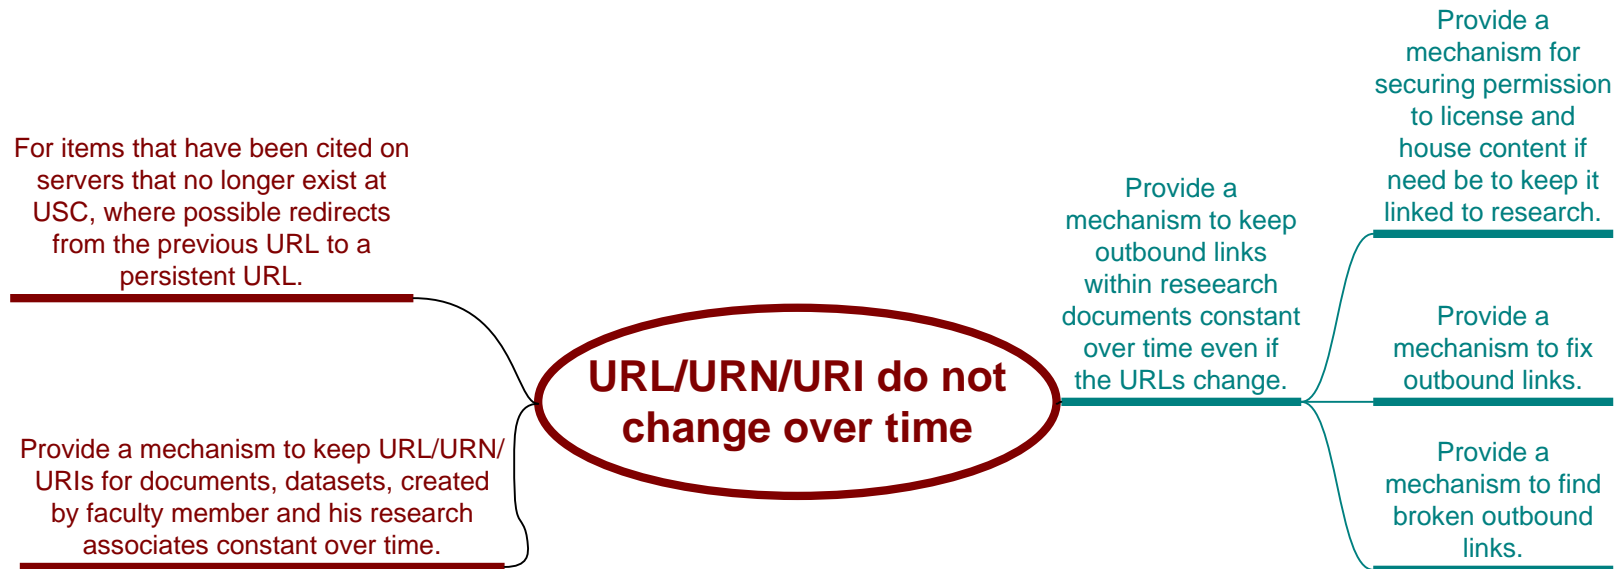 For items that have been cited on
servers that no longer exist at
USC, where possible redirects
from the previous URL to a
persistent URL.
Provide a mechanism to keep URL/URN/
URIs for documents, datasets, created
by faculty member and his research
associates constant over time.
URL/URN/URI do not
change over time
Provide a
mechanism to keep
outbound links
within reseearch
documents constant
over time even if
the URLs change.
Provide a
mechanism for
securing permission
to license and
house content if
need be to keep it
linked to research.
Provide a
mechanism to fix
outbound links.
Provide a
mechanism to find
broken outbound
links.